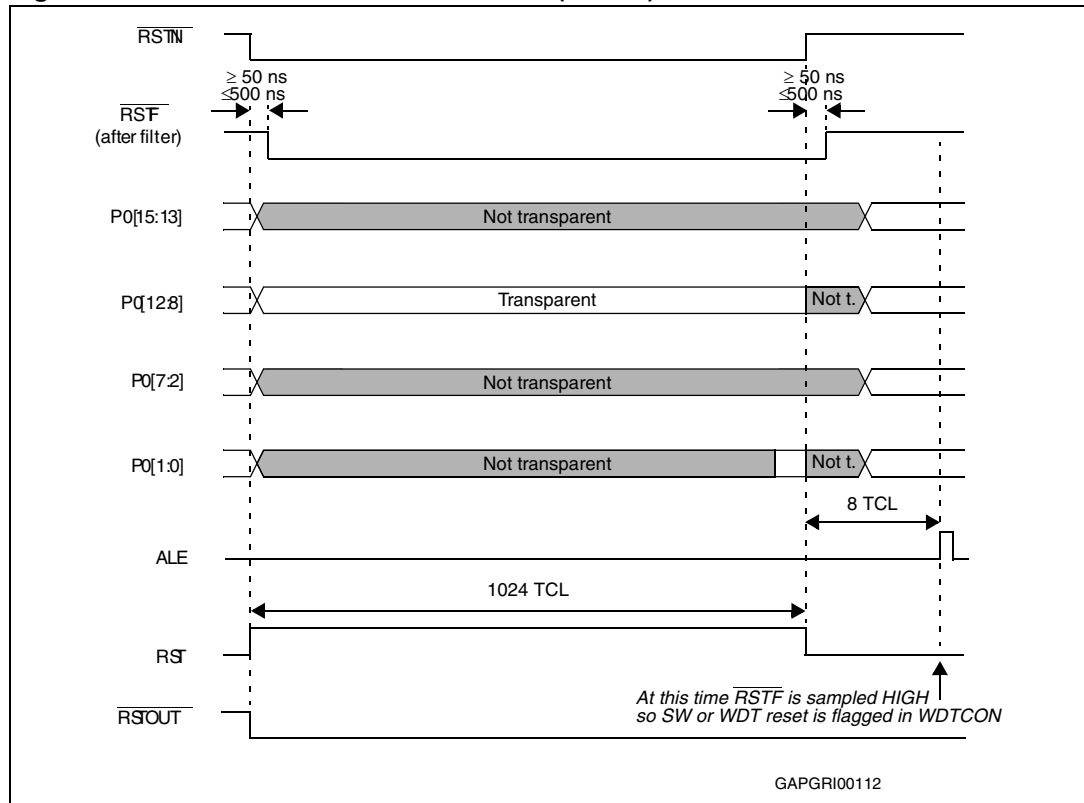 RSTIN
≥ 50 ns
≤500 ns
≥ 50 ns
≤500 ns
RSTF
(after filter)
P0[15:13]
Not transparent
P0[12:8]
Transparent
Not t.
P0[7:2]
Not transparent
P0[1:0]
Not transparent
Not t.
8 TCL
ALE
1024 TCL
RST
At this time RSTF is sampled HIGH
so SW or WDT reset is flagged in WDTCON
RSTOUT
GAPGRI00112